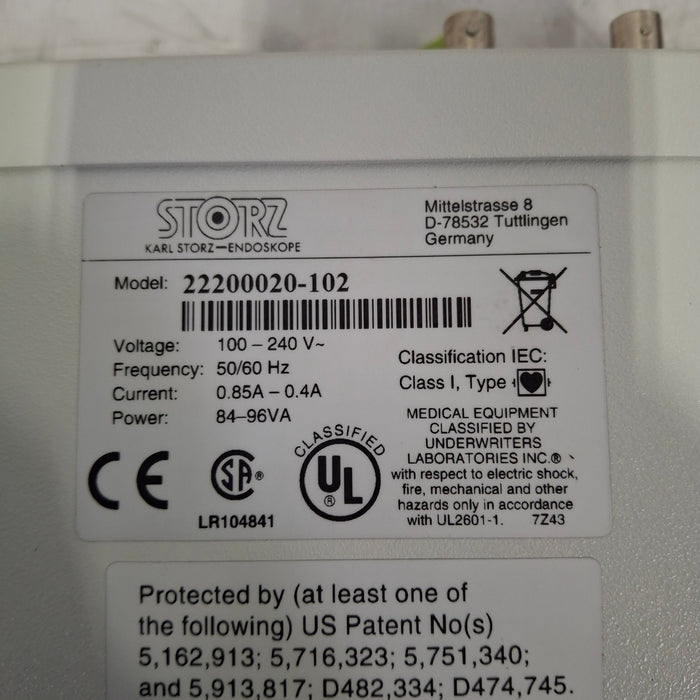 STORZ
KARL STORZ—ENDOSKOPE
Mittelstrasse 8
D-78532 Tuttlingen
Germany
Model: 22200020-102
Voltage: 100 – 240 V~
Frequency: 50/60 Hz
Current: 0.85A – 0.4A
Power: 84–96VA
Classification IEC:
Class I, Type
CE
SA®
LR104841
CLASSIFIED
UL
®
MEDICAL EQUIPMENT
CLASSIFIED BY
UNDERWRITERS
LABORATORIES INC.®
with respect to electric shock,
fire, mechanical and other
hazards only in accordance
with UL2601-1. 7Z43
Protected by (at least one of
the following) US Patent No(s)
5,162,913; 5,716,323; 5,751,340;
and 5,913,817; D482,334; D474,745.